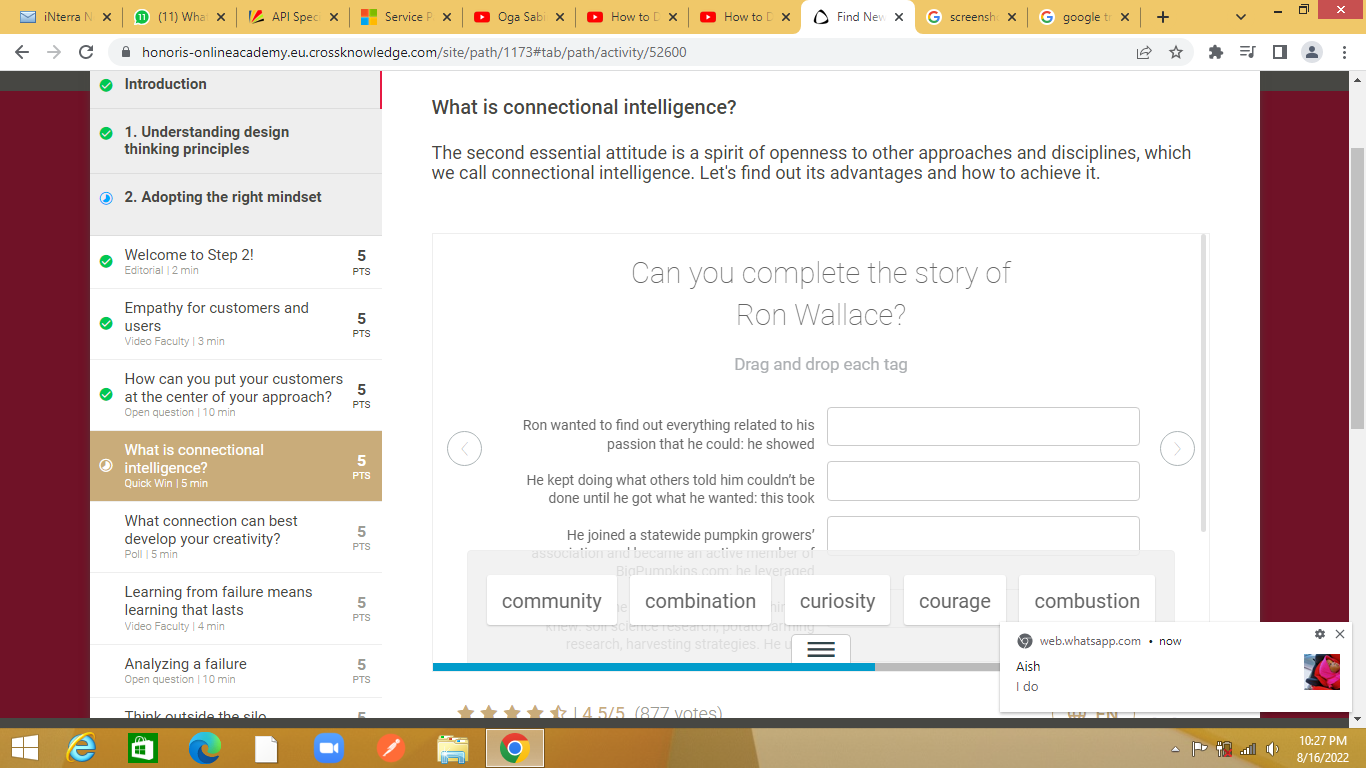 iNterra N
(11) What
API Spec
Service P
Oga Sabi
How to D
How to D
Find New
screensh
google tr
honoris-onlineacademy.eu.crossknowledge.com/site/path/1173#tab/path/activity/52600
Introduction
1. Understanding design
thinking principles
2. Adopting the right mindset
Welcome to Step 2!
Editorial | 2 min
5
PTS
Empathy for customers and
users
Video Faculty | 3 min
5
PTS
How can you put your customers
at the center of your approach?
Open question | 10 min
5
PTS
What is connectional
intelligence?
Quick Win | 5 min
5
PTS
What connection can best
develop your creativity?
Poll | 5 min
5
PTS
Learning from failure means
learning that lasts
Video Faculty | 4 min
5
PTS
Analyzing a failure
Open question | 10 min
5
PTS
Think outside the silo
5
What is connectional intelligence?
The second essential attitude is a spirit of openness to other approaches and disciplines, which
we call connectional intelligence. Let's find out its advantages and how to achieve it.
Can you complete the story of
Ron Wallace?
Drag and drop each tag
Ron wanted to find out everything related to his
passion that he could: he showed
He kept doing what others told him couldn't be
done until he got what he wanted: this took
He joined a statewide pumpkin growers'
association and became an active member of
BigPumpkins.com: he leveraged
knew: soil science research, potato farming
research, harvesting strategies. He u
community
combination
curiosity
courage
combustion
| 4.5/5 (877 votes)
EN
web.whatsapp.com • now
Aish
I do
10:27 PM
8/16/2022